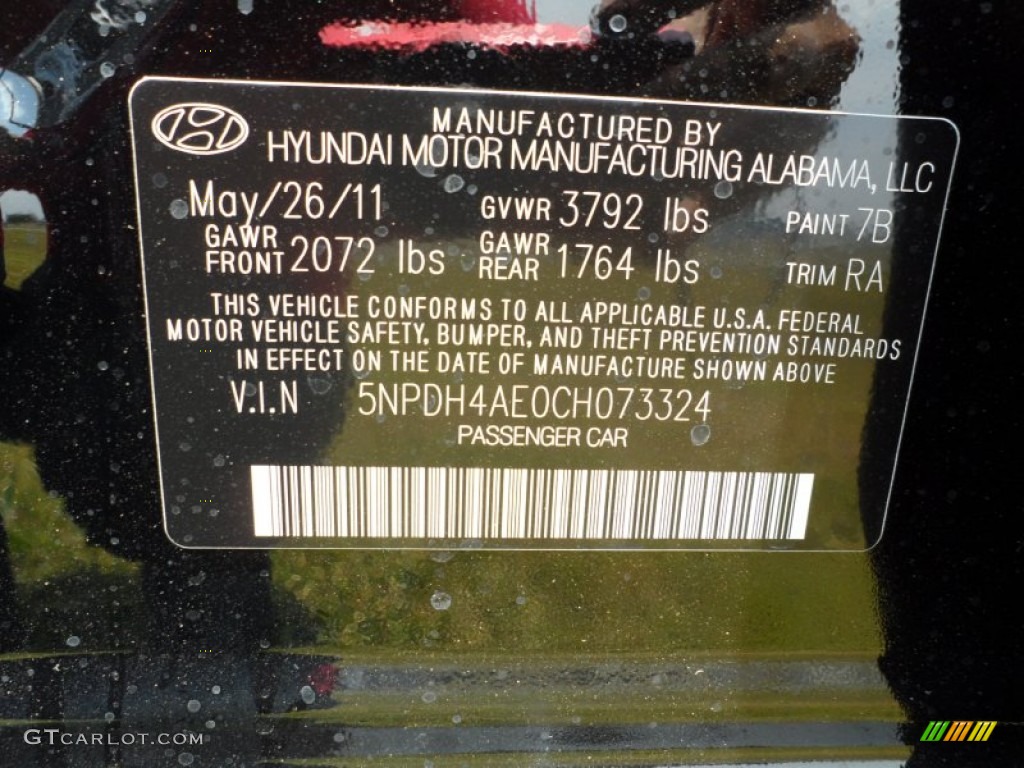 MANUFACTURED BY
HYUNDAI MOTOR MANUFACTURING ALABAMA, LLC
May/26/11 GVWR 3792 lbs PAINT 7B
GAWR FRONT 2072 lbs GAWR REAR 1764 lbs TRIM RA
THIS VEHICLE CONFORMS TO ALL APPLICABLE U.S.A. FEDERAL
MOTOR VEHICLE SAFETY, BUMPER, AND THEFT PREVENTION STANDARDS
IN EFFECT ON THE DATE OF MANUFACTURE SHOWN ABOVE
V.I.N 5NPDH4AE0CH073324
PASSENGER CAR
GTCARLOT.COM